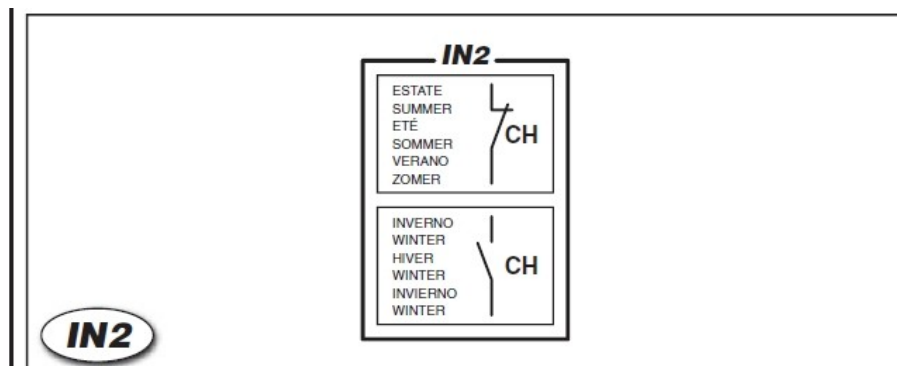 IN2
ESTATE
SUMMER
ETÉ
SOMMER
VERANO
ZOMER
CH
INVERNO
WINTER
HIVER
WINTER
INVIERNO
WINTER
CH
IN2